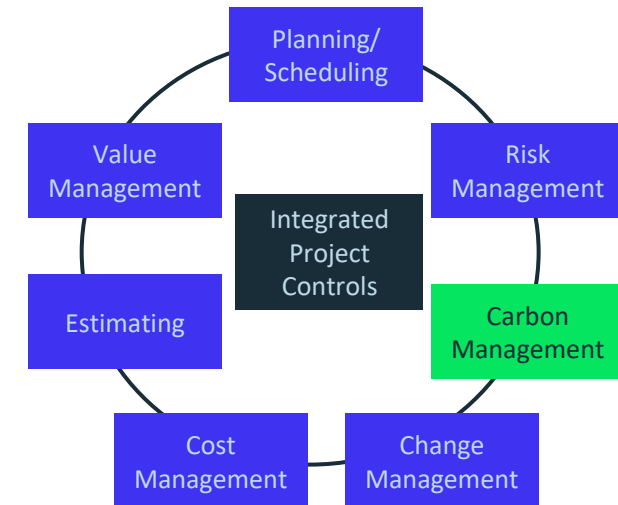 Planning/
Scheduling
Value
Management
Risk
Management
Integrated
Project
Controls
Estimating
Carbon
Management
Cost
Management
Change
Management